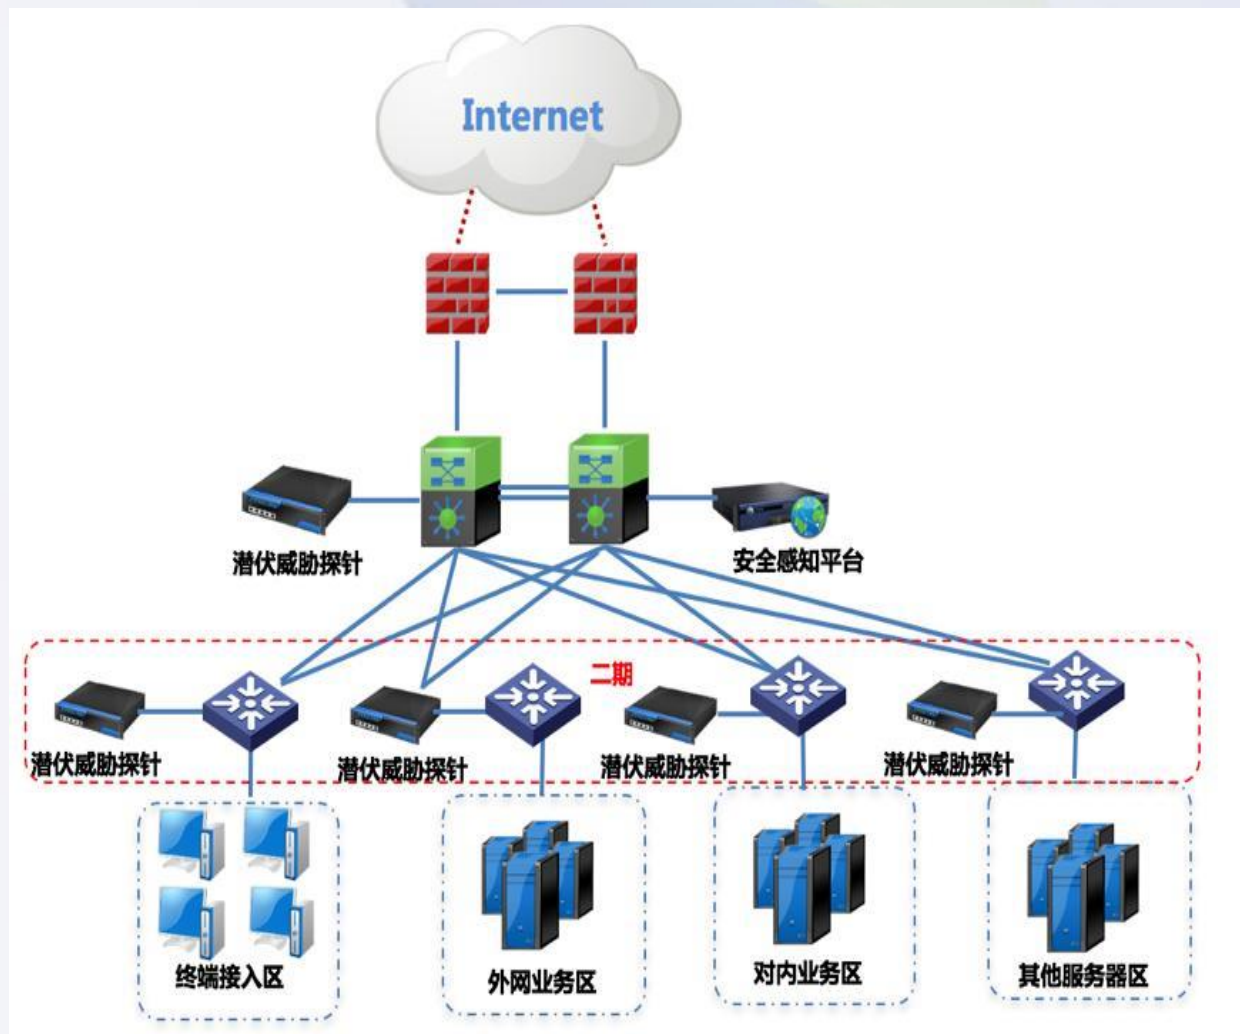 Internet
潜伏威胁探针
安全感知平台
二期
潜伏威胁探针
潜伏威胁探针
潜伏威胁探针
潜伏威胁探针
终端接入区
外网业务区
对内业务区
其他服务器区